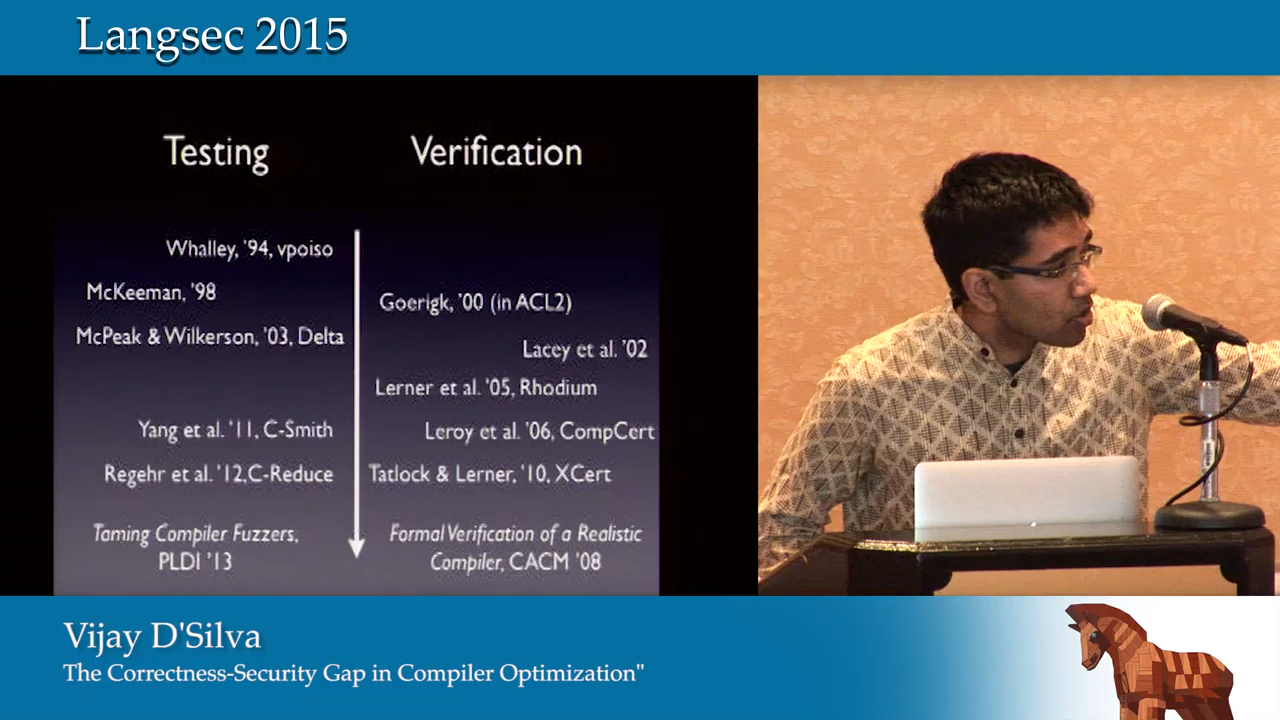 Langsec 2015
Testing
Verification
Whalley, '94, vpoiso
McKeeman, '98
McPeak & Wilkerson, '03, Delta
Yang et al. '11, C-Smith
Regehr et al. '12,C-Reduce
Taming Compiler Fuzzers,
PLDI '13
Goerigk, '00 (in ACL2)
Lacey et al. '02
Lerner et al. '05, Rhodium
Leroy et al. '06, CompCert
Tatlock & Lerner, '10, XCert
Formal Verification of a Realistic
Compiler, CACM '08
Vijay D'Silva
The Correctness-Security Gap in Compiler Optimization"